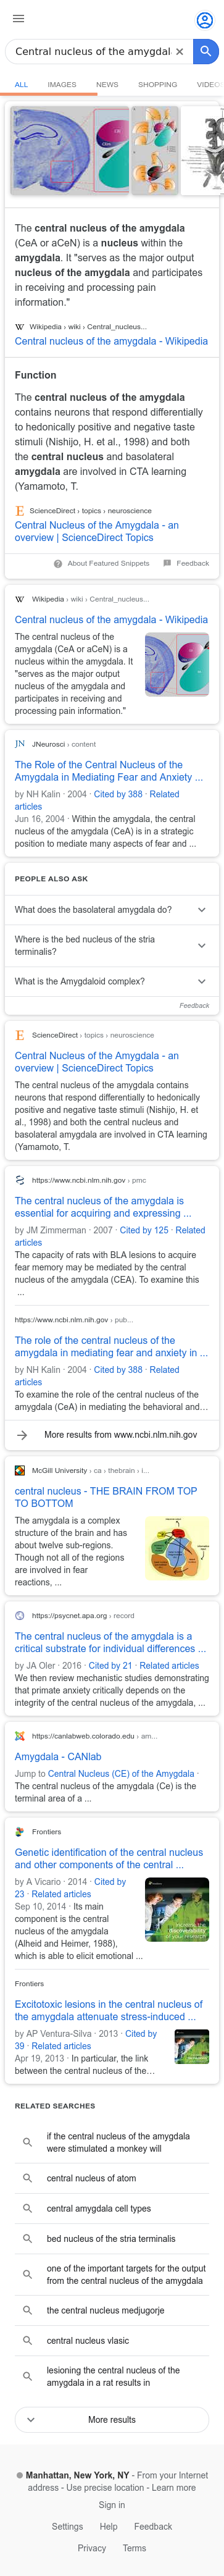 Central nucleus of the amygdala
ALL IMAGES NEWS SHOPPING VIDEOS
The central nucleus of the amygdala
(CeA or aCeN) is a nucleus within the
amygdala. It "serves as the major output
nucleus of the amygdala and participates
in receiving and processing pain
information."
Wikipedia › wiki › Central_nucleus...
Central nucleus of the amygdala - Wikipedia
Function
The central nucleus of the amygdala
contains neurons that respond differentially
to hedonically positive and negative taste
stimuli (Nishijo, H. et al., 1998) and both
the central nucleus and basolateral
amygdala are involved in CTA learning
(Yamamoto, T.
ScienceDirect › topics › neuroscience
Central Nucleus of the Amygdala - an
overview | ScienceDirect Topics
About Featured Snippets Feedback
Wikipedia › wiki › Central_nucleus...
Central nucleus of the amygdala - Wikipedia
The central nucleus of the
amygdala (CeA or aCeN) is a
nucleus within the amygdala. It
"serves as the major output
nucleus of the amygdala and
participates in receiving and
processing pain information."
JN JNeurosci › content
The Role of the Central Nucleus of the
Amygdala in Mediating Fear and Anxiety ...
by NH Kalin · 2004 · Cited by 388 · Related
articles
Jun 16, 2004 · Within the amygdala, the central
nucleus of the amygdala (CeA) is in a strategic
position to mediate many aspects of fear and ...
PEOPLE ALSO ASK
What does the basolateral amygdala do?
Where is the bed nucleus of the stria
terminalis?
What is the Amygdaloid complex?
Feedback
ScienceDirect › topics › neuroscience
Central Nucleus of the Amygdala - an
overview | ScienceDirect Topics
The central nucleus of the amygdala contains
neurons that respond differentially to hedonically
positive and negative taste stimuli (Nishijo, H. et
al., 1998) and both the central nucleus and
basolateral amygdala are involved in CTA learning
(Yamamoto, T.
https://www.ncbi.nlm.nih.gov › pmc
The central nucleus of the amygdala is
essential for acquiring and expressing ...
by JM Zimmerman · 2007 · Cited by 125 · Related
articles
The capacity of rats with BLA lesions to acquire
fear memory may be mediated by the central
nucleus of the amygdala (CEA). To examine this
...
https://www.ncbi.nlm.nih.gov › pub...
The role of the central nucleus of the
amygdala in mediating fear and anxiety in ...
by NH Kalin · 2004 · Cited by 388 · Related
articles
To examine the role of the central nucleus of the
amygdala (CeA) in mediating the behavioral and...
More results from www.ncbi.nlm.nih.gov
McGill University › ca › thebrain › i...
central nucleus - THE BRAIN FROM TOP
TO BOTTOM
The amygdala is a complex
structure of the brain and has
about twelve sub-regions.
Though not all of the regions
are involved in fear
reactions, ...
https://psycnet.apa.org › record
The central nucleus of the amygdala is a
critical substrate for individual differences ...
by JA Oler · 2016 · Cited by 21 · Related articles
We then review mechanistic studies demonstrating
that primate anxiety critically depends on the
integrity of the central nucleus of the amygdala, ...
https://canlabweb.colorado.edu › am...
Amygdala - CANlab
Jump to Central Nucleus (CE) of the Amygdala ·
The central nucleus of the amygdala (Ce) is the
terminal area of a ...
Frontiers
Genetic identification of the central nucleus
and other components of the central ...
by A Vicario · 2014 · Cited by
23 · Related articles
Sep 10, 2014 · Its main
component is the central
nucleus of the amygdala
(Alheid and Heimer, 1988),
which is able to elicit emotional ...
Frontiers
Excitotoxic lesions in the central nucleus of
the amygdala attenuate stress-induced ...
by AP Ventura-Silva · 2013 · Cited by
39 · Related articles
Apr 19, 2013 · In particular, the link
between the central nucleus of the...
RELATED SEARCHES
if the central nucleus of the amygdala
were stimulated a monkey will
central nucleus of atom
central amygdala cell types
bed nucleus of the stria terminalis
one of the important targets for the output
from the central nucleus of the amygdala
the central nucleus medjugorje
central nucleus vlasic
lesioning the central nucleus of the
amygdala in a rat results in
More results
Manhattan, New York, NY - From your Internet
address - Use precise location - Learn more
Sign in
Settings Help Feedback
Privacy Terms